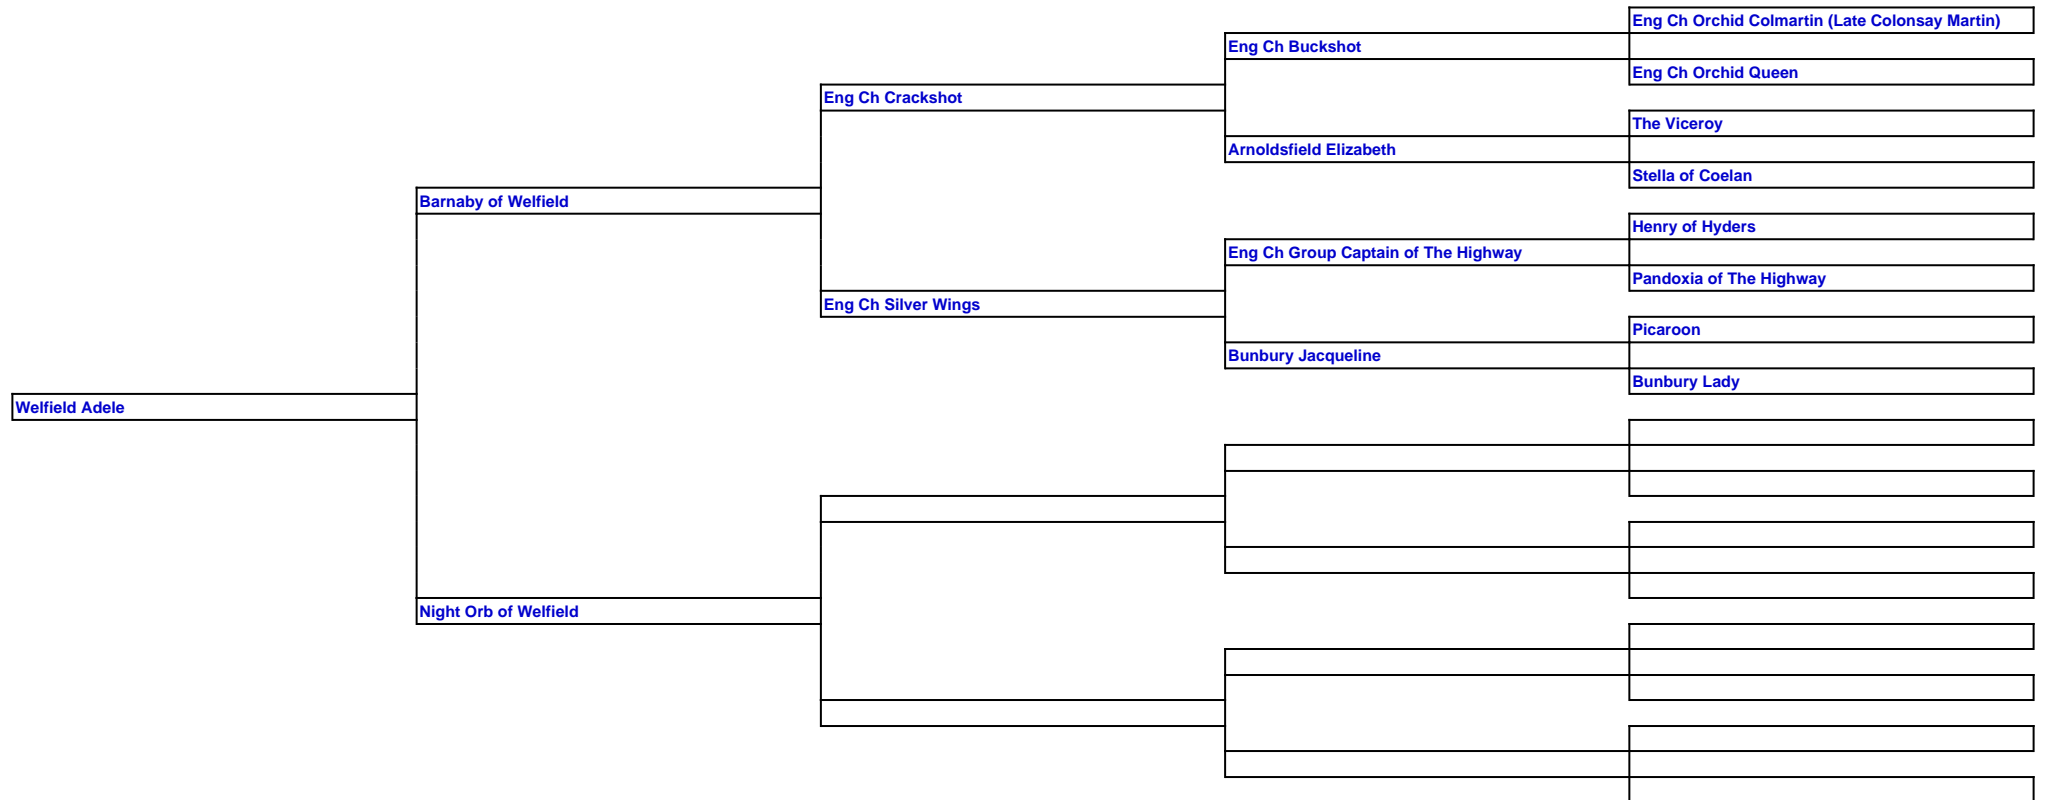 Eng Ch Orchid Colmartin (Late Colonsay Martin)
Eng Ch Buckshot
Eng Ch Orchid Queen
Eng Ch Crackshot
The Viceroy
Arnoldsfield Elizabeth
Stella of Coelan
Barnaby of Welfield
Henry of Hyders
Eng Ch Group Captain of The Highway
Pandoxia of The Highway
Eng Ch Silver Wings
Picaroon
Bunbury Jacqueline
Bunbury Lady
Welfield Adele
Night Orb of Welfield